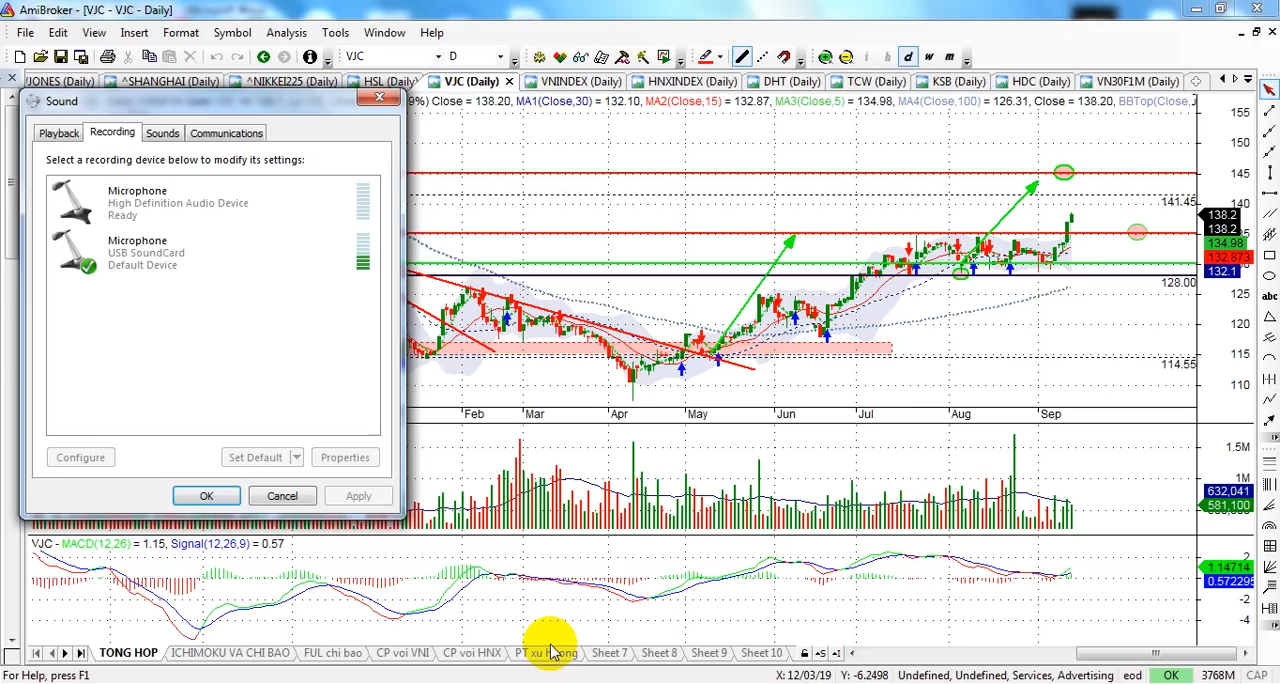 AmiBroker - [VJC - VJC - Daily]
File Edit View Insert Format Symbol Analysis Tools Window Help
VJC D
d w m
JONES (Daily) ^SHANGHAI (Daily) ^NIKKEI225 (Daily) HSL (Daily) VJC (Daily) VNINDEX (Daily) HNXINDEX (Daily) DHT (Daily) TCW (Daily) KSB (Daily) HDC (Daily) VN30F1M (Daily)
9%) Close = 138.20, MA1(Close,30) = 132.10, MA2(Close,15) = 132.87, MA3(Close,5) = 134.98, MA4(Close,100) = 126.31, Close = 138.20, BBTop(Close,
Sound
Playback Recording Sounds Communications
Select a recording device below to modify its settings:
Microphone
High Definition Audio Device
Ready
Microphone
USB SoundCard
Default Device
Configure Set Default Properties
OK Cancel Apply
155
150
145
141.45
140
138.2
138.2
134.98
132.873
132.1
128.00
125
120
115
114.55
110
Feb Mar Apr May Jun Jul Aug Sep
1.5M
1M
632,041
581,100
VJC - MACD(12,26) = 1.15, Signal(12,26,9) = 0.57
2
1.14714
0.572295
-2
-4
abc
TONG HOP ICHIMOKU VA CHI BAO FUL chi bao CP voi VNI CP voi HNX PT xu huong Sheet 7 Sheet 8 Sheet 9 Sheet 10
For Help, press F1 X: 12/03/19 Y: -6.2498 Undefined, Undefined, Services, Advertising eod OK 3768M CAP